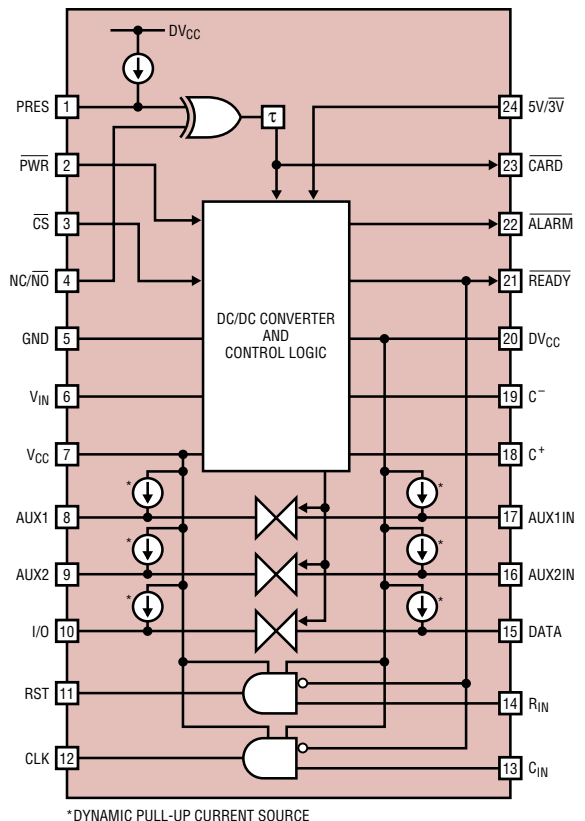 DVCC
PRES 1
24 5V/3V
τ
PWR 2
23 CARD
CS 3
22 ALARM
NC/NO 4
21 READY
DC/DC CONVERTER
AND
CONTROL LOGIC
GND 5
20 DVCC
VIN 6
19 C–
VCC 7
18 C+
* *
AUX1 8
17 AUX1IN
* *
AUX2 9
16 AUX2IN
* *
I/O 10
15 DATA
RST 11
14 RIN
CLK 12
13 CIN
*DYNAMIC PULL-UP CURRENT SOURCE